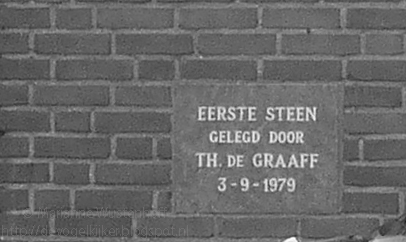 EERSTE STEEN
GELEGD DOOR
TH. DE GRAAFF
3-9-1979